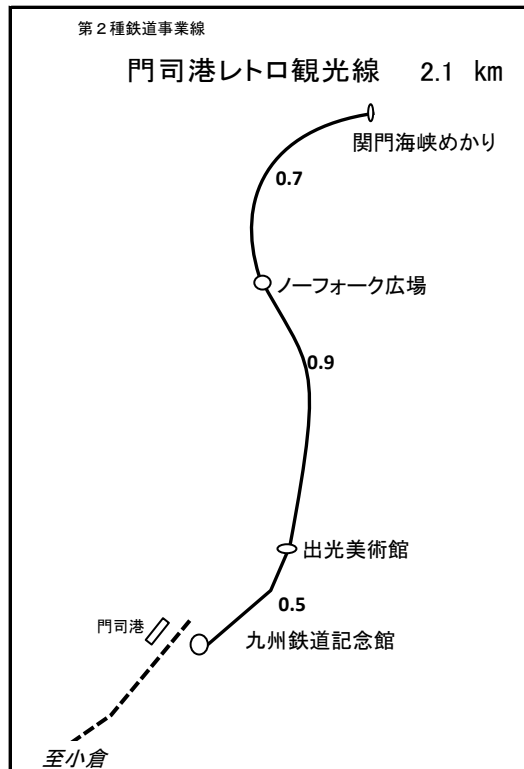 第２種鉄道事業線
門司港レトロ観光線　2.1 km
関門海峡めかり
0.7
ノーフォーク広場
0.9
出光美術館
0.5
門司港
九州鉄道記念館
至小倉